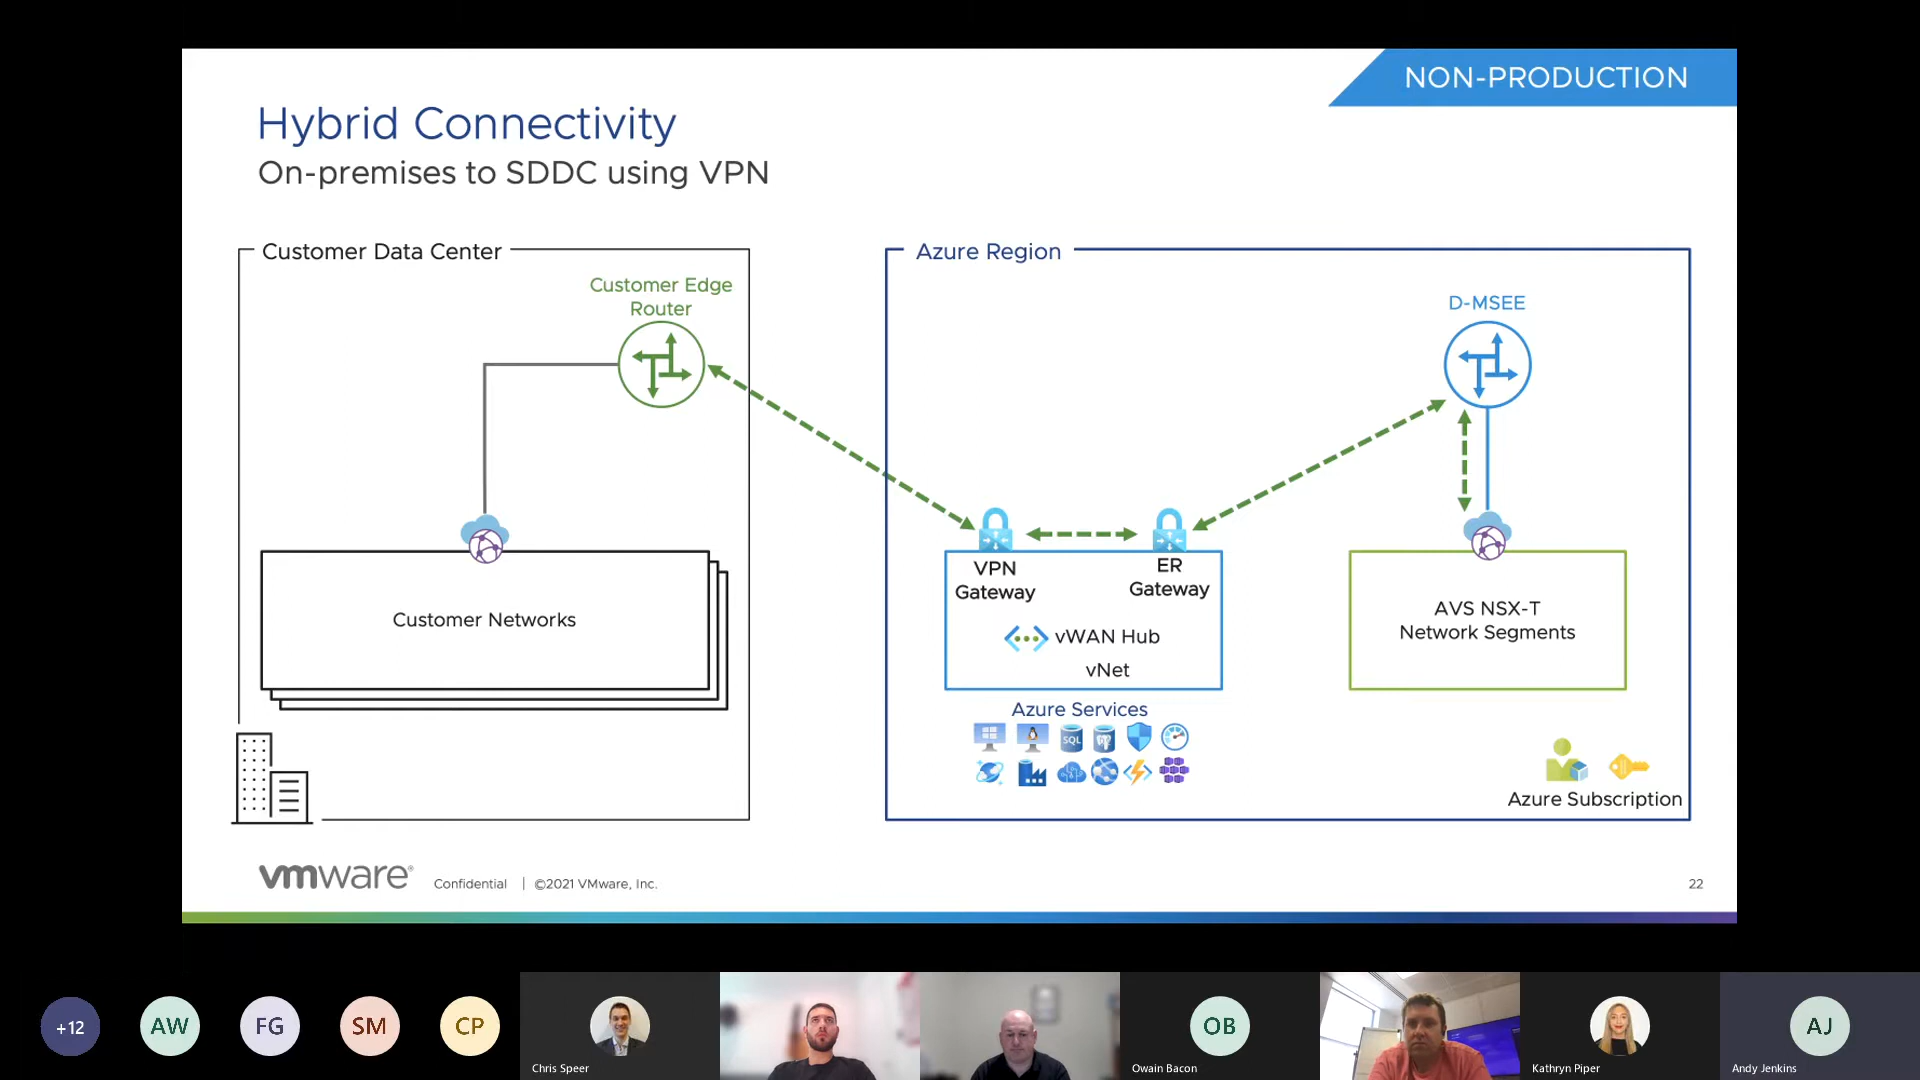 NON-PRODUCTION
Hybrid Connectivity
On-premises to SDDC using VPN
Customer Data Center
Customer Edge
Router
Customer Networks
Azure Region
D-MSEE
VPN
Gateway
ER
Gateway
vWAN Hub
vNet
Azure Services
SQL
AVS NSX-T
Network Segments
Azure Subscription
vmware®
Confidential | ©2021 VMware, Inc.
22
+12
AW
FG
SM
CP
Chris Speer
OB
Owain Bacon
Kathryn Piper
AJ
Andy Jenkins